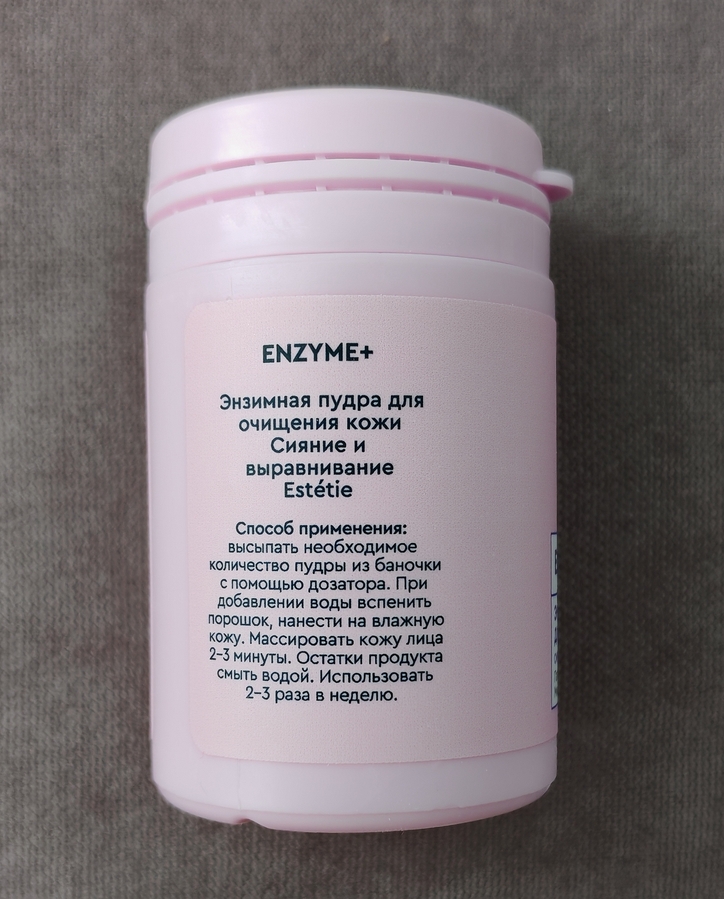 ENZYME+
Энзимная пудра для
очищения кожи
Сияние и
выравнивание
Estétie
Способ применения:
высыпать необходимое
количество пудры из баночки
с помощью дозатора. При
добавлении воды вспенить
порошок, нанести на влажную
кожу. Массировать кожу лица
2-3 минуты. Остатки продукта
смыть водой. Использовать
2-3 раза в неделю.